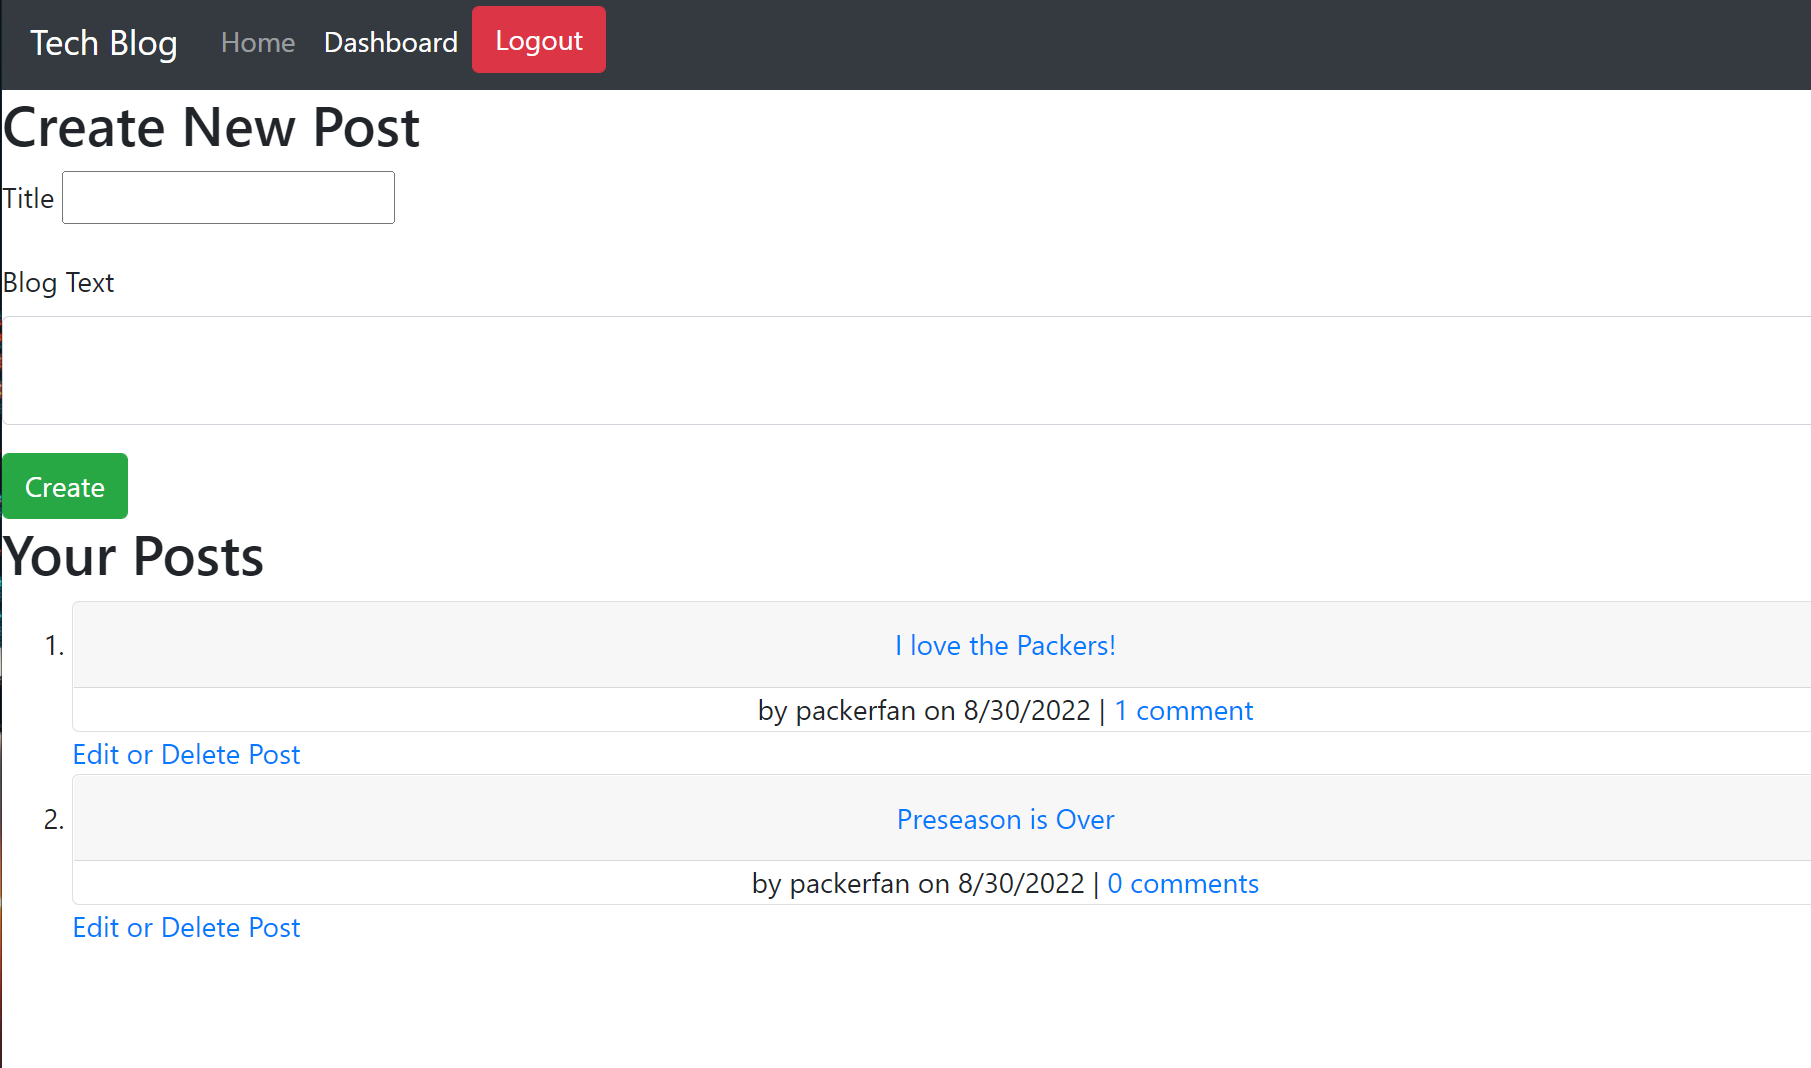 Tech Blog Home Dashboard Logout
Create New Post
Title
Blog Text
Create
Your Posts
1. I love the Packers!
by packerfan on 8/30/2022 | 1 comment
Edit or Delete Post
2. Preseason is Over
by packerfan on 8/30/2022 | 0 comments
Edit or Delete Post